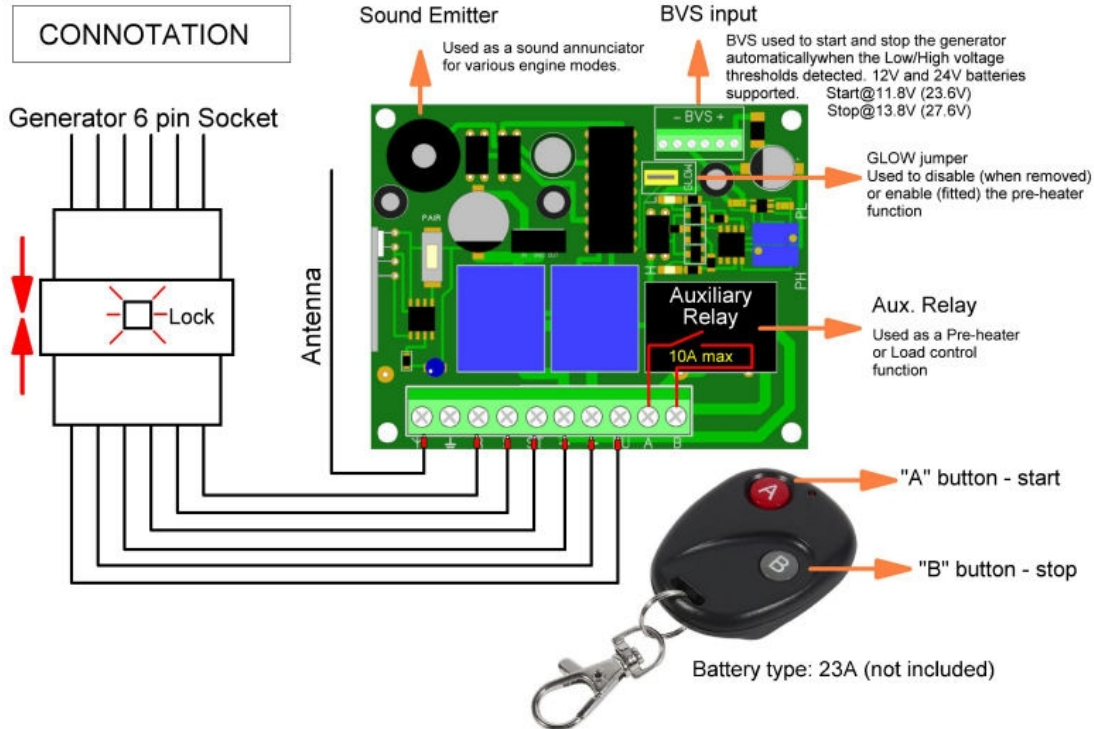 CONNOTATION
Sound Emitter
Used as a sound annunciator
for various engine modes.
BVS input
BVS used to start and stop the generator
automaticallywhen the Low/High voltage
thresholds detected. 12V and 24V batteries
supported. Start@11.8V (23.6V)
Stop@13.8V (27.6V)
Generator 6 pin Socket
- BVS +
GLOW
GLOW jumper
Used to disable (when removed)
or enable (fitted) the pre-heater
function
PAIR
PL
PH
H
Lock
Antenna
Auxiliary
Relay
10A max
Aux. Relay
Used as a Pre-heater
or Load control
function
A B
A
"A" button - start
B
"B" button - stop
Battery type: 23A (not included)